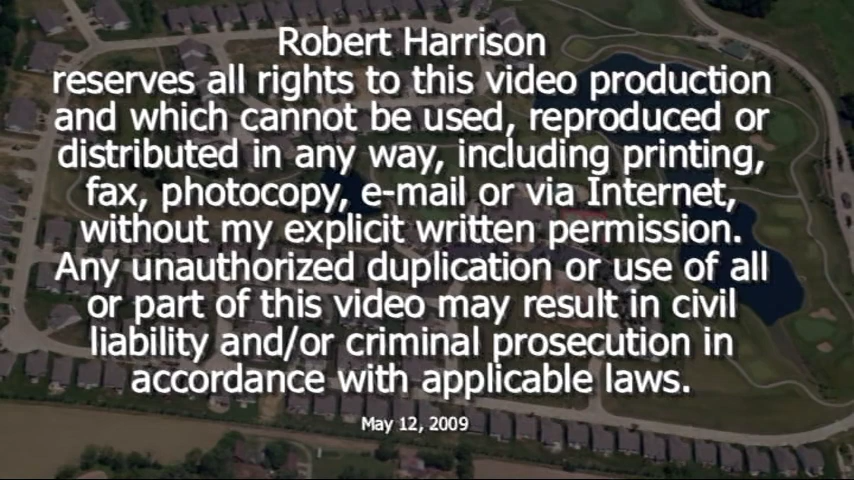 Robert Harrison
reserves all rights to this video production
and which cannot be used, reproduced or
distributed in any way, including printing,
fax, photocopy, e-mail or via Internet,
without my explicit written permission.
Any unauthorized duplication or use of all
or part of this video may result in civil
liability and/or criminal prosecution in
accordance with applicable laws.
May 12, 2009